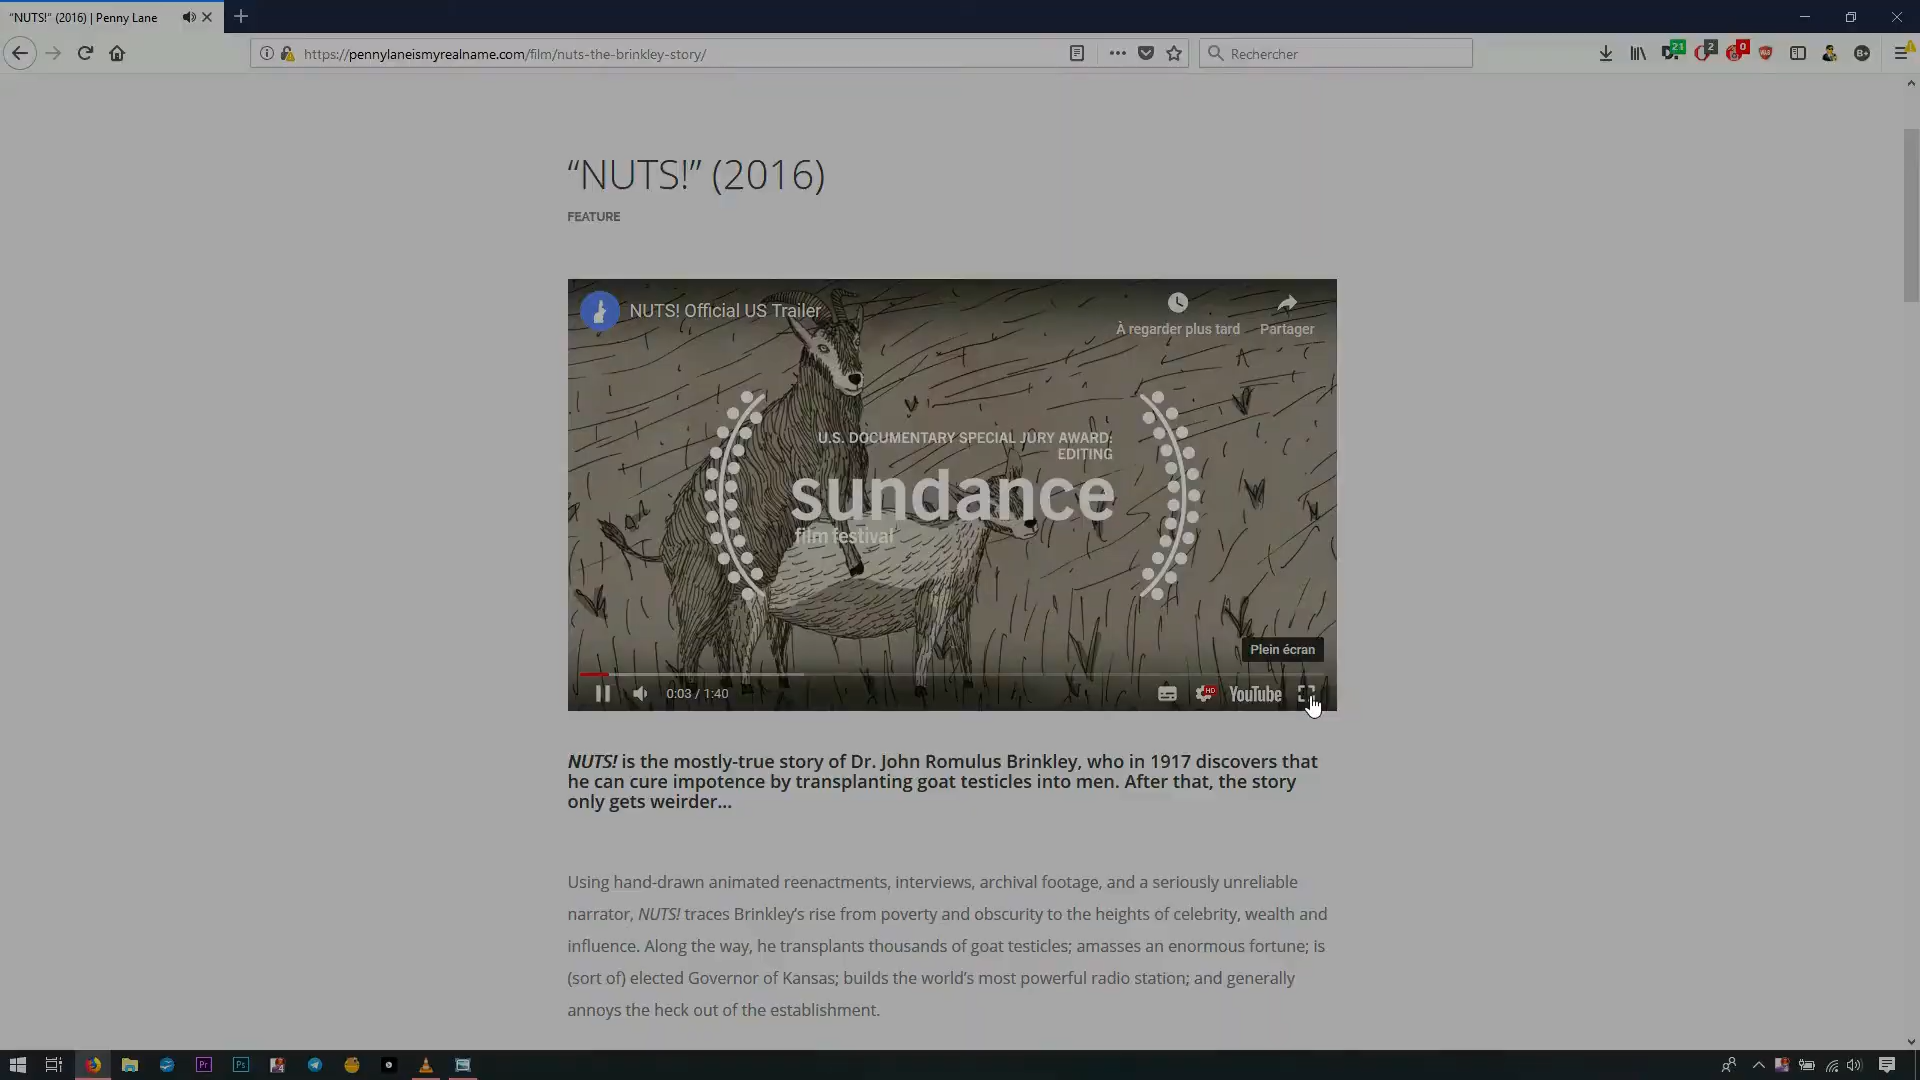 “NUTS!” (2016) | Penny Lane
https://pennylaneismyrealname.com/film/nuts-the-brinkley-story/
Rechercher
21
2
0
“NUTS!” (2016)
FEATURE
NUTS! Official US Trailer
À regarder plus tard
Partager
U.S. DOCUMENTARY SPECIAL JURY AWARD:
EDITING
sundance
film festival
Plein écran
0:03 / 1:40
HD
YouTube
NUTS! is the mostly-true story of Dr. John Romulus Brinkley, who in 1917 discovers that
he can cure impotence by transplanting goat testicles into men. After that, the story
only gets weirder…
Using hand-drawn animated reenactments, interviews, archival footage, and a seriously unreliable
narrator, NUTS! traces Brinkley’s rise from poverty and obscurity to the heights of celebrity, wealth and
influence. Along the way, he transplants thousands of goat testicles; amasses an enormous fortune; is
(sort of) elected Governor of Kansas; builds the world’s most powerful radio station; and generally
annoys the heck out of the establishment.
Pr
Ps